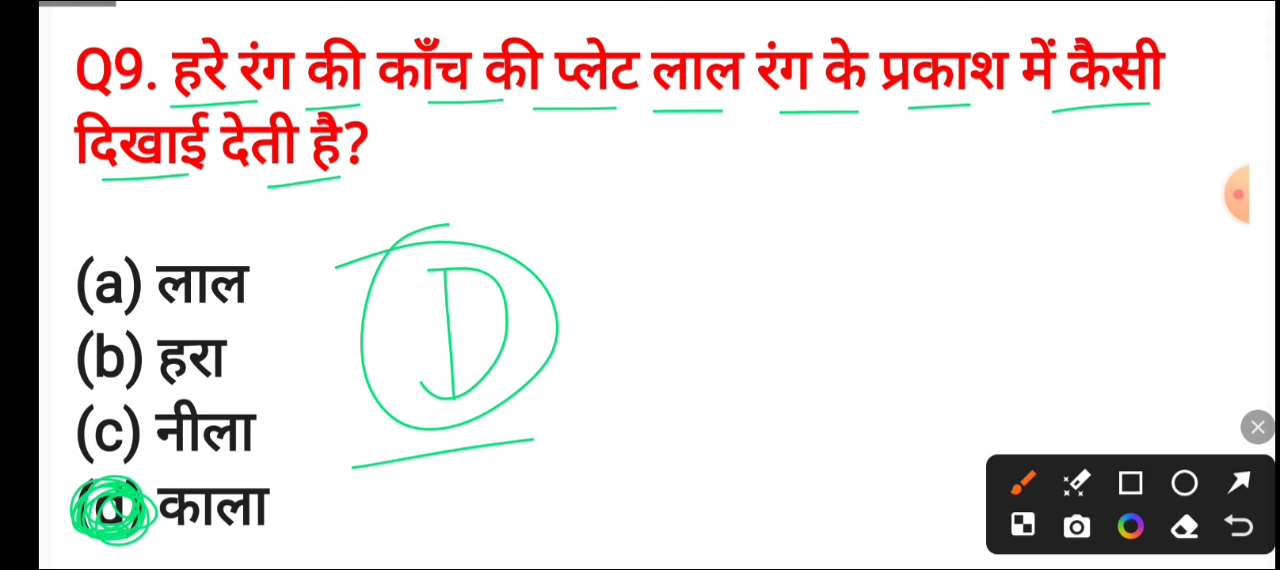 Q9. हरे रंग की काँच की प्लेट लाल रंग के प्रकाश में कैसी
दिखाई देती है?
(a) लाल
D
(b) हरा
(c) नीला
(d) काला